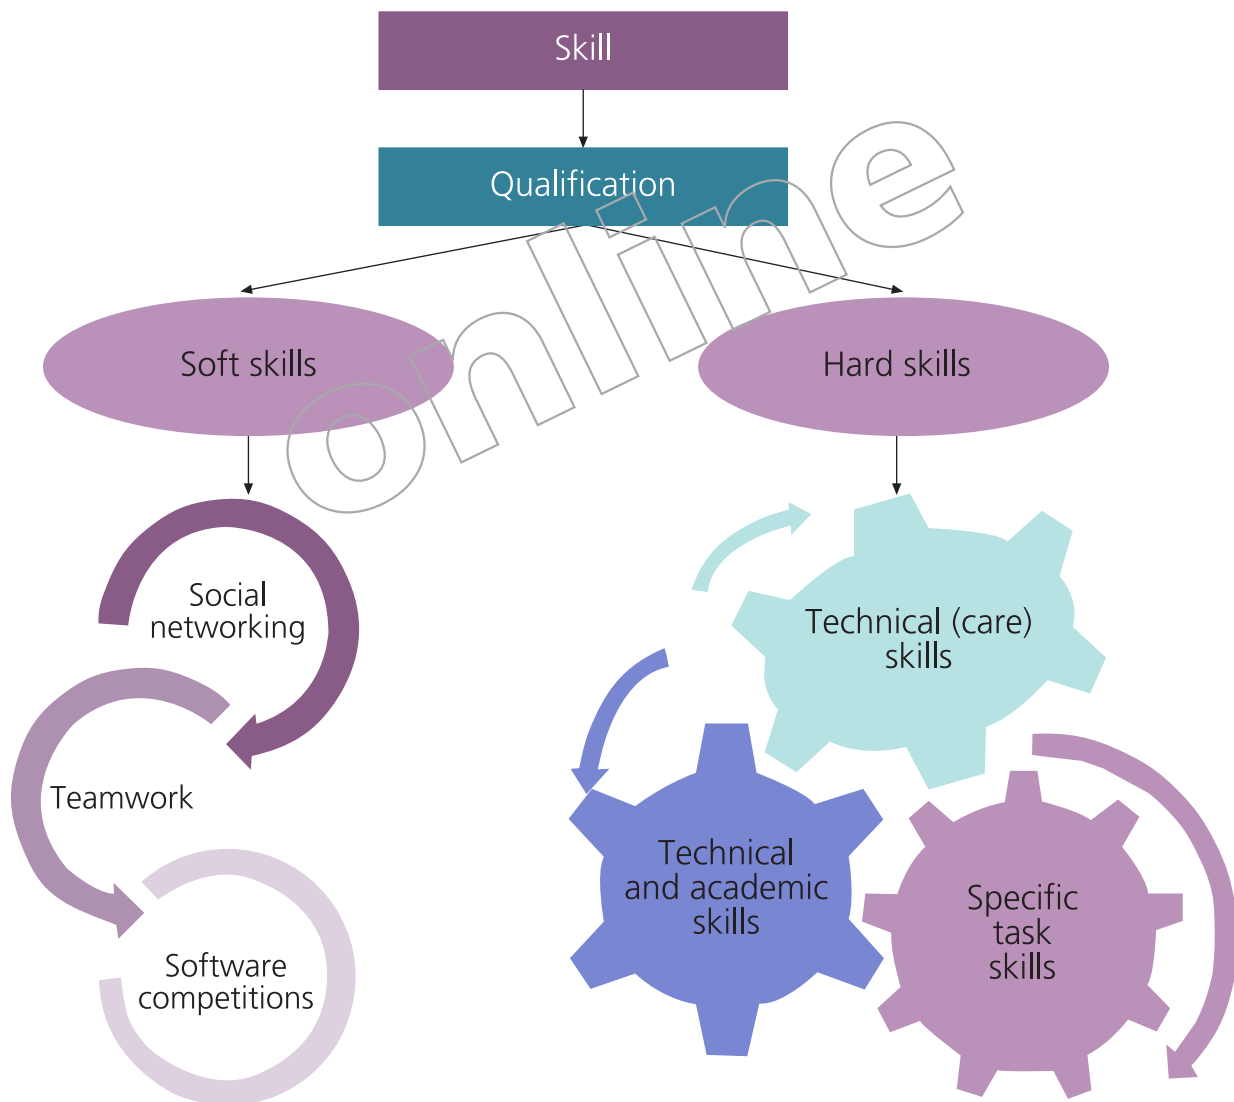 Skill
Qualification
online
Soft skills
Hard skills
Social
networking
Teamwork
Software
competitions
Technical (care)
skills
Technical
and academic
skills
Specific
task
skills